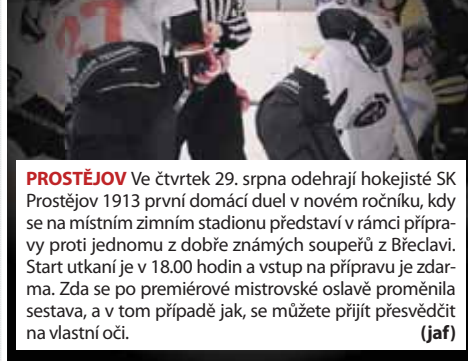 PROSTĚJOV Ve čtvrtek 29. srpna odehrají hokejisté SK
Prostějov 1913 první domácí duel v novém ročníku, kdy
se na místním zimním stadionu představí v rámci přípra-
vy proti jednomu z dobře známých soupeřů z Břeclavi.
Start utkaní je v 18.00 hodin a vstup na přípravu je zdar-
ma. Zda se po premiérové mistrovské oslavě proměnila
sestava, a v tom případě jak, se můžete přijít přesvědčit
na vlastní oči. (jaf)